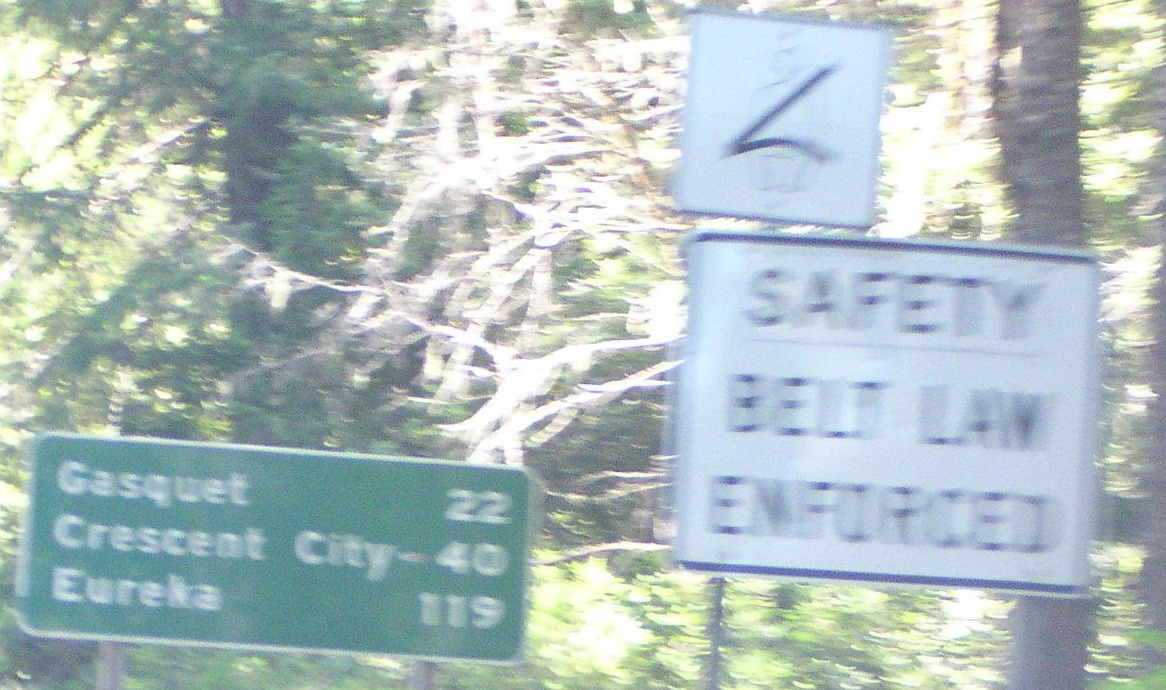 Gasquet 22
Crescent City- 40
Eureka 119
SAFETY
BELT LAW
ENFORCED